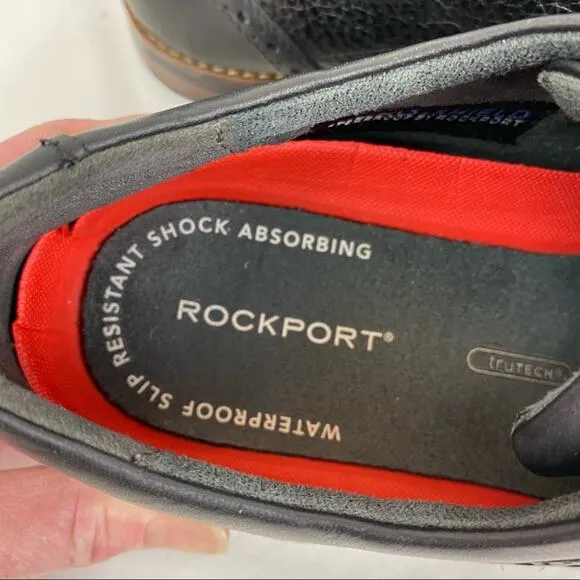 WATERPROOF SLIP RESISTANT SHOCK ABSORBING
ROCKPORT®
truTECH®